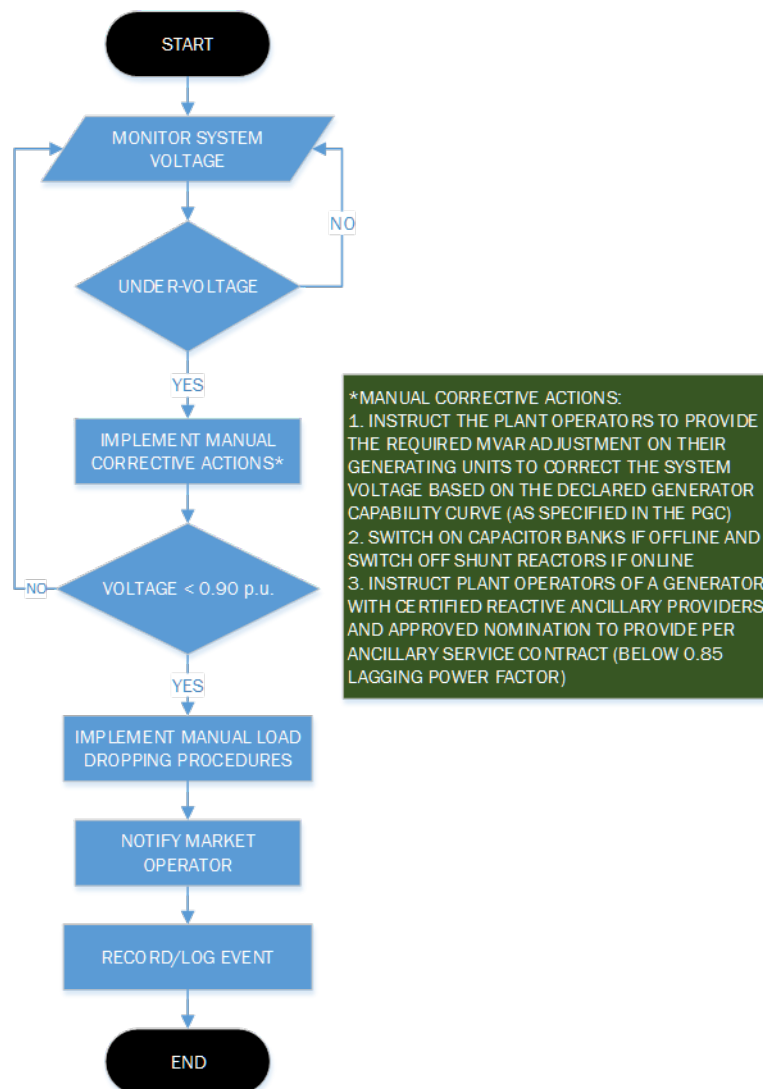 START
MONITOR SYSTEM
VOLTAGE
NO
UNDER-VOLTAGE
YES
IMPLEMENT MANUAL
CORRECTIVE ACTIONS*
*MANUAL CORRECTIVE ACTIONS:
1. INSTRUCT THE PLANT OPERATORS TO PROVIDE
THE REQUIRED MVAR ADJUSTMENT ON THEIR
GENERATING UNITS TO CORRECT THE SYSTEM
VOLTAGE BASED ON THE DECLARED GENERATOR
CAPABILITY CURVE (AS SPECIFIED IN THE PGC)
2. SWITCH ON CAPACITOR BANKS IF OFFLINE AND
SWITCH OFF SHUNT REACTORS IF ONLINE
3. INSTRUCT PLANT OPERATORS OF A GENERATOR
WITH CERTIFIED REACTIVE ANCILLARY PROVIDERS
AND APPROVED NOMINATION TO PROVIDE PER
ANCILLARY SERVICE CONTRACT (BELOW 0.85
LAGGING POWER FACTOR)
NO
VOLTAGE < 0.90 p.u.
YES
IMPLEMENT MANUAL LOAD
DROPPING PROCEDURES
NOTIFY MARKET
OPERATOR
RECORD/LOG EVENT
END